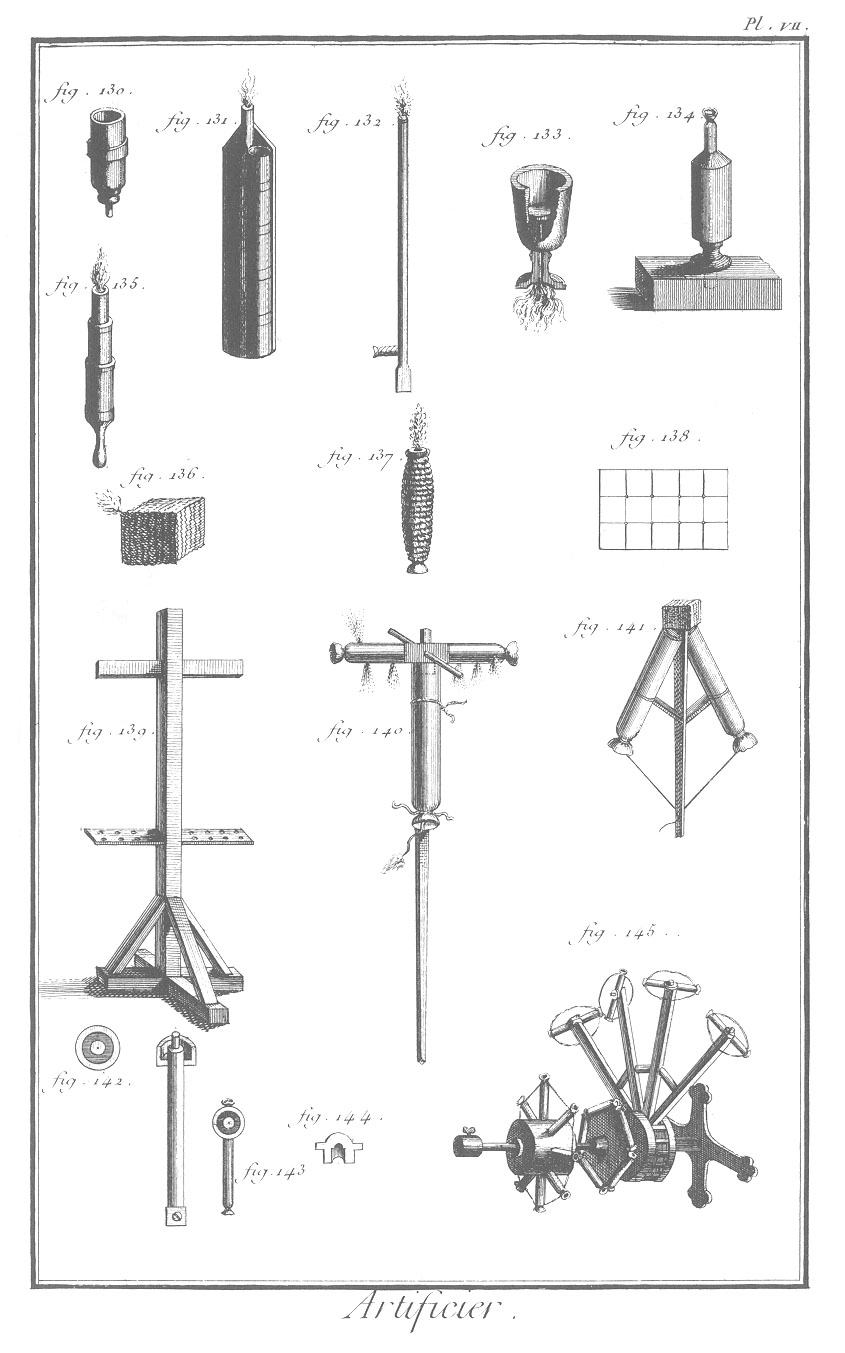 Pl. VII.
fig. 130.
fig. 131.
fig. 132
fig. 133.
fig. 134.
fig. 135.
fig. 136.
fig. 137.
fig. 138.
fig. 139.
fig. 140.
fig. 141.
fig. 145..
fig. 142.
fig. 143
fig. 144.
Artificier.